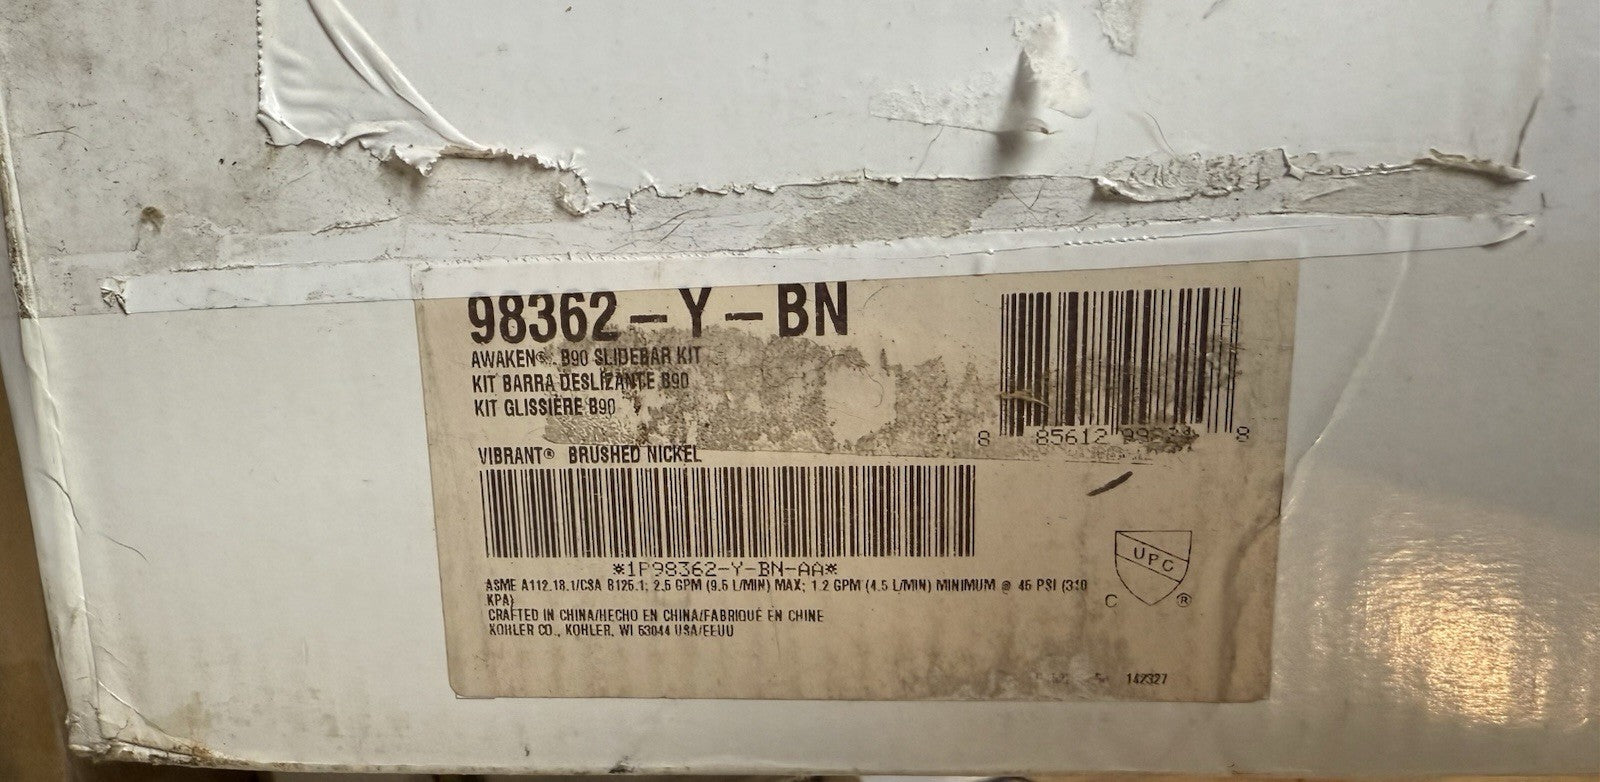 98362-Y-BN
AWAKEN® B90 SLIDEBAR KIT
KIT BARRA DESLIZANTE B90
KIT GLISSIÈRE B90
VIBRANT® BRUSHED NICKEL
8 85612 8
*1P98362-Y-BN-AA*
ASME A112.18.1/CSA B125.1; 2.5 GPM (9.5 L/MIN) MAX; 1.2 GPM (4.5 L/MIN) MINIMUM @ 45 PSI (310
KPA)
CRAFTED IN CHINA/HECHO EN CHINA/FABRIQUÉ EN CHINE
KOHLER CO., KOHLER, WI 53044 USA/EEUU
UPC
C ®
142327